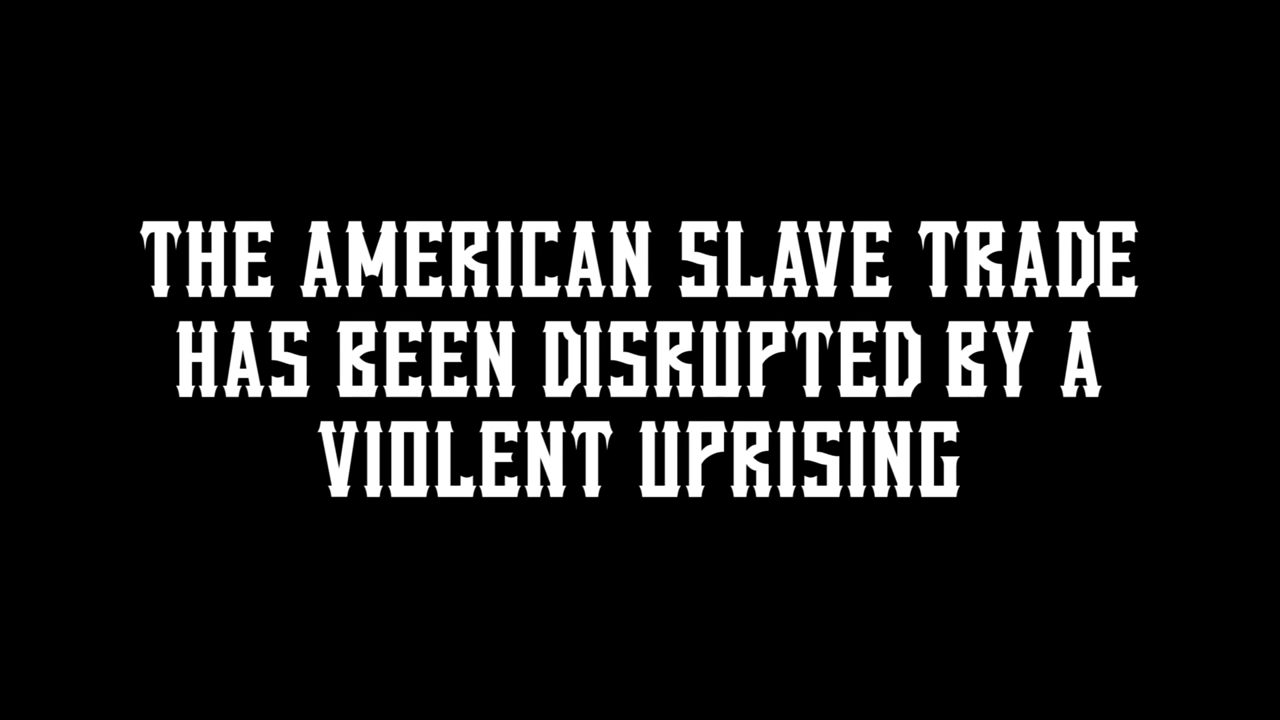 THE AMERICAN SLAVE TRADE
HAS BEEN DISRUPTED BY A
VIOLENT UPRISING